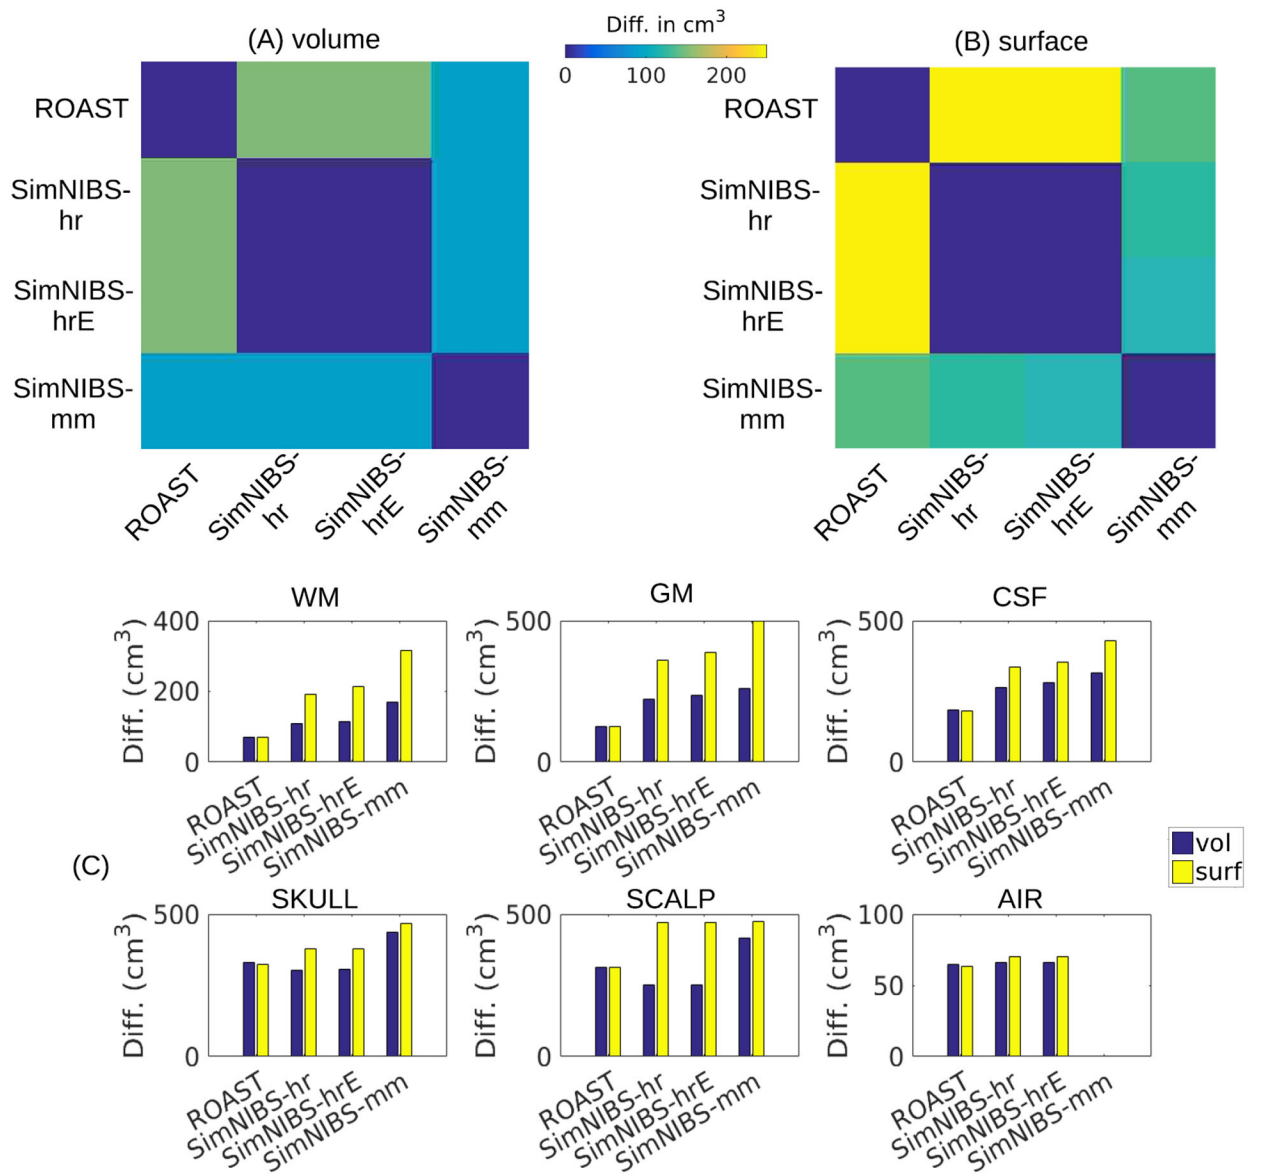 (A) volume
Diff. in cm³
0 100 200
(B) surface
ROAST
SimNIBS-
hr
SimNIBS-
hrE
SimNIBS-
mm
ROAST
SimNIBS-
hr
SimNIBS-
hrE
SimNIBS-
mm
ROAST
SimNIBS-
hr
SimNIBS-
hrE
SimNIBS-
mm
ROAST
SimNIBS-
hr
SimNIBS-
hrE
SimNIBS-
mm
(C)
WM
Diff. (cm³)
400
200
0
ROAST
SimNIBS-hr
SimNIBS-hrE
SimNIBS-mm
GM
Diff. (cm³)
500
0
ROAST
SimNIBS-hr
SimNIBS-hrE
SimNIBS-mm
CSF
Diff. (cm³)
500
0
ROAST
SimNIBS-hr
SimNIBS-hrE
SimNIBS-mm
vol
surf
SKULL
Diff. (cm³)
500
0
ROAST
SimNIBS-hr
SimNIBS-hrE
SimNIBS-mm
SCALP
Diff. (cm³)
500
0
ROAST
SimNIBS-hr
SimNIBS-hrE
SimNIBS-mm
AIR
Diff. (cm³)
100
50
0
ROAST
SimNIBS-hr
SimNIBS-hrE
SimNIBS-mm